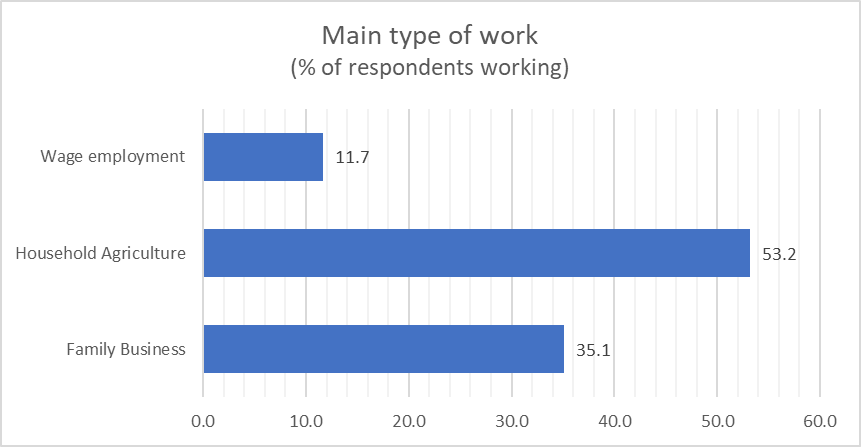 Main type of work
(% of respondents working)
Wage employment
11.7
Household Agriculture
53.2
Family Business
35.1
0.0 10.0 20.0 30.0 40.0 50.0 60.0